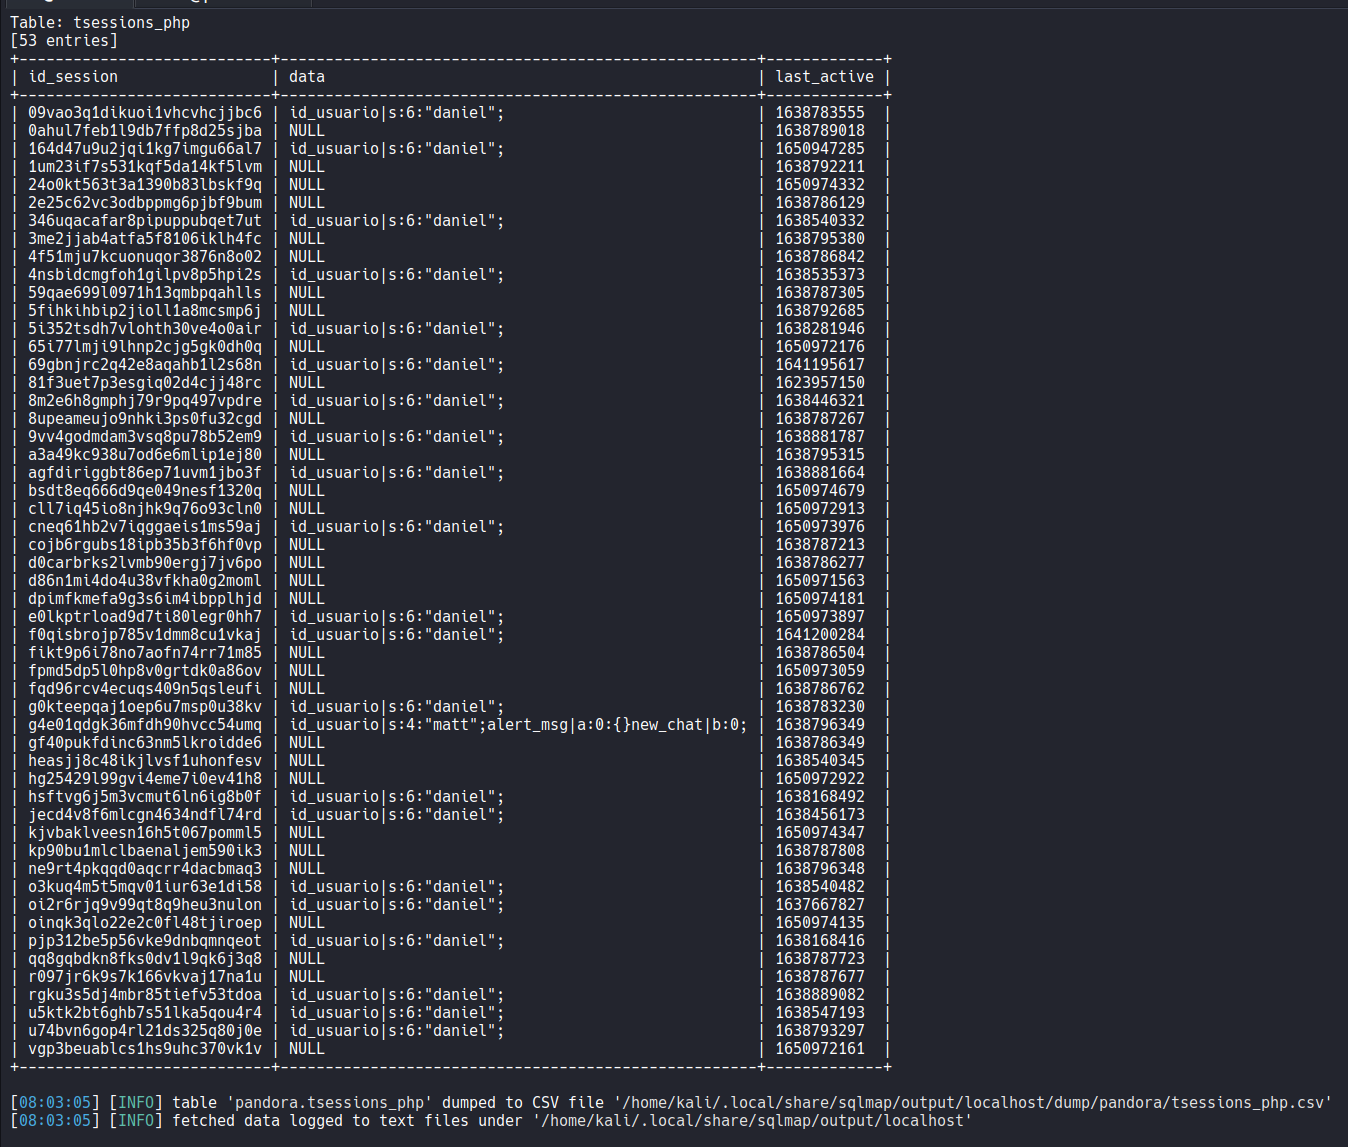 Table: tsessions_php
[53 entries]
+----------------------------+-----------------------------------------------------+-------------+
| id_session | data | last_active |
+----------------------------+-----------------------------------------------------+-------------+
| 09vao3q1dikuoi1vhcvhcjjbc6 | id_usuario|s:6:"daniel"; | 1638783555 |
| 0ahul7feb1l9db7ffp8d25sjba | NULL | 1638789018 |
| 164d47u9u2jqi1kg7imgu66al7 | id_usuario|s:6:"daniel"; | 1650947285 |
| 1um23if7s531kqf5da14kf5lvm | NULL | 1638792211 |
| 24o0kt563t3a1390b83lbskf9q | NULL | 1650974332 |
| 2e25c62vc3odbppmg6pjbf9bum | NULL | 1638786129 |
| 346uqacafar8pipuppubqet7ut | id_usuario|s:6:"daniel"; | 1638540332 |
| 3me2jjab4atfa5f8106iklh4fc | NULL | 1638795380 |
| 4f51mju7kcuonuqor3876n8o02 | NULL | 1638786842 |
| 4nsbidcmgfoh1gilpv8p5hpi2s | id_usuario|s:6:"daniel"; | 1638535373 |
| 59qae699l0971h13qmbpqahlls | NULL | 1638787305 |
| 5fihkihbip2jioll1a8mcsmp6j | NULL | 1638792685 |
| 5i352tsdh7vlohth30ve4o0air | id_usuario|s:6:"daniel"; | 1638281946 |
| 65i77lmji9lhnp2cjg5gk0dh0q | NULL | 1650972176 |
| 69gbnjrc2q42e8aqahb1l2s68n | id_usuario|s:6:"daniel"; | 1641195617 |
| 81f3uet7p3esgiq02d4cjj48rc | NULL | 1623957150 |
| 8m2e6h8gmphj79r9pq497vpdre | id_usuario|s:6:"daniel"; | 1638446321 |
| 8upeameujo9nhki3ps0fu32cgd | NULL | 1638787267 |
| 9vv4godmdam3vsq8pu78b52em9 | id_usuario|s:6:"daniel"; | 1638881787 |
| a3a49kc938u7od6e6mlip1ej80 | NULL | 1638795315 |
| agfdiriggbt86ep71uvm1jbo3f | id_usuario|s:6:"daniel"; | 1638881664 |
| bsdt8eq666d9qe049nesf1320q | NULL | 1650974679 |
| cll7iq45io8njhk9q76o93cln0 | NULL | 1650972913 |
| cneq61hb2v7iqggaeis1ms59aj | id_usuario|s:6:"daniel"; | 1650973976 |
| cojb6rgubs18ipb35b3f6hf0vp | NULL | 1638787213 |
| d0carbrks2lvmb90ergj7jv6po | NULL | 1638786277 |
| d86n1mi4do4u38vfkha0g2moml | NULL | 1650971563 |
| dpimfkmefa9g3s6im4ibpplhjd | NULL | 1650974181 |
| e0lkptrload9d7ti80legr0hh7 | id_usuario|s:6:"daniel"; | 1650973897 |
| f0qisbrojp785v1dmm8cu1vkaj | id_usuario|s:6:"daniel"; | 1641200284 |
| fikt9p6i78no7aofn74rr71m85 | NULL | 1638786504 |
| fpmd5dp5l0hp8v0grtdk0a86ov | NULL | 1650973059 |
| fqd96rcv4ecuqs409n5qsleufi | NULL | 1638786762 |
| g0kteepqaj1oep6u7msp0u38kv | id_usuario|s:6:"daniel"; | 1638783230 |
| g4e01qdgk36mfdh90hvcc54umq | id_usuario|s:4:"matt";alert_msg|a:0:{}new_chat|b:0; | 1638796349 |
| gf40pukfdinc63nm5lkroidde6 | NULL | 1638786349 |
| heasjj8c48ikjlvsf1uhonfesv | NULL | 1638540345 |
| hg25429l99gvi4eme7i0ev41h8 | NULL | 1650972922 |
| hsftvg6j5m3vcmut6ln6ig8b0f | id_usuario|s:6:"daniel"; | 1638168492 |
| jecd4v8f6mlcgn4634ndfl74rd | id_usuario|s:6:"daniel"; | 1638456173 |
| kjvbaklveesn16h5t067pomml5 | NULL | 1650974347 |
| kp90bu1mlclbaenaljem590ik3 | NULL | 1638787808 |
| ne9rt4pkqqd0aqcrr4dacbmaq3 | NULL | 1638796348 |
| o3kuq4m5t5mqv01iur63e1di58 | id_usuario|s:6:"daniel"; | 1638540482 |
| oi2r6rjq9v99qt8q9heu3nulon | id_usuario|s:6:"daniel"; | 1637667827 |
| oinqk3qlo22e2c0fl48tjiroep | NULL | 1650974135 |
| pjp312be5p56vke9dnbqmnqeot | id_usuario|s:6:"daniel"; | 1638168416 |
| qq8gqbdkn8fks0dv1l9qk6j3q8 | NULL | 1638787723 |
| r097jr6k9s7k166vkvaj17na1u | NULL | 1638787677 |
| rgku3s5dj4mbr85tiefv53tdoa | id_usuario|s:6:"daniel"; | 1638889082 |
| u5ktk2bt6ghb7s51lka5qou4r4 | id_usuario|s:6:"daniel"; | 1638547193 |
| u74bvn6gop4rl21ds325q80j0e | id_usuario|s:6:"daniel"; | 1638793297 |
| vgp3beuablcs1hs9uhc370vk1v | NULL | 1650972161 |
+----------------------------+-----------------------------------------------------+-------------+
[08:03:05] [INFO] table 'pandora.tsessions_php' dumped to CSV file '/home/kali/.local/share/sqlmap/output/localhost/dump/pandora/tsessions_php.csv'
[08:03:05] [INFO] fetched data logged to text files under '/home/kali/.local/share/sqlmap/output/localhost'